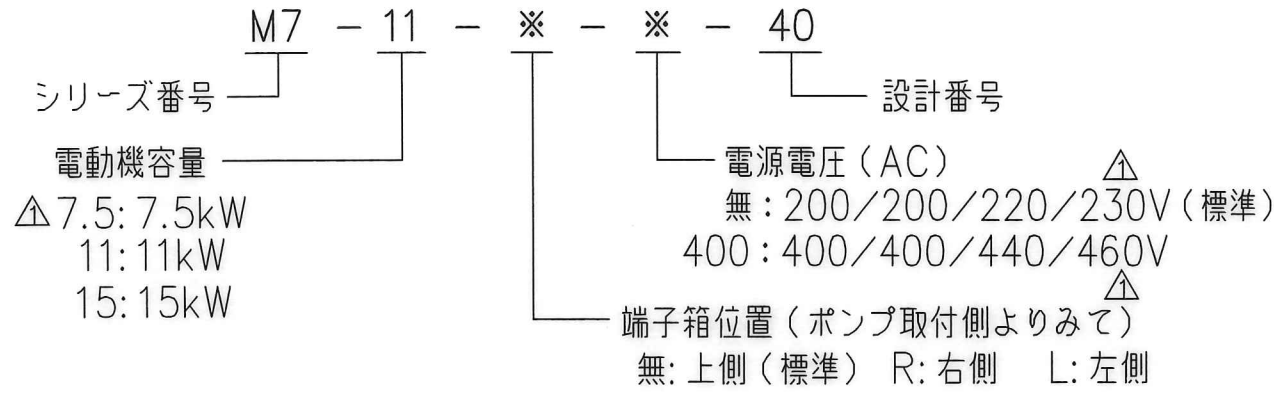 M7 - 11 - ※ - ※ - 40
シリーズ番号
設計番号
電動機容量
7.5: 7.5kW
11: 11kW
15: 15kW
電源電圧(AC)
無:200/200/220/230V(標準)
400:400/400/440/460V
端子箱位置(ポンプ取付側よりみて)
無: 上側(標準) R: 右側 L: 左側
1
1
1